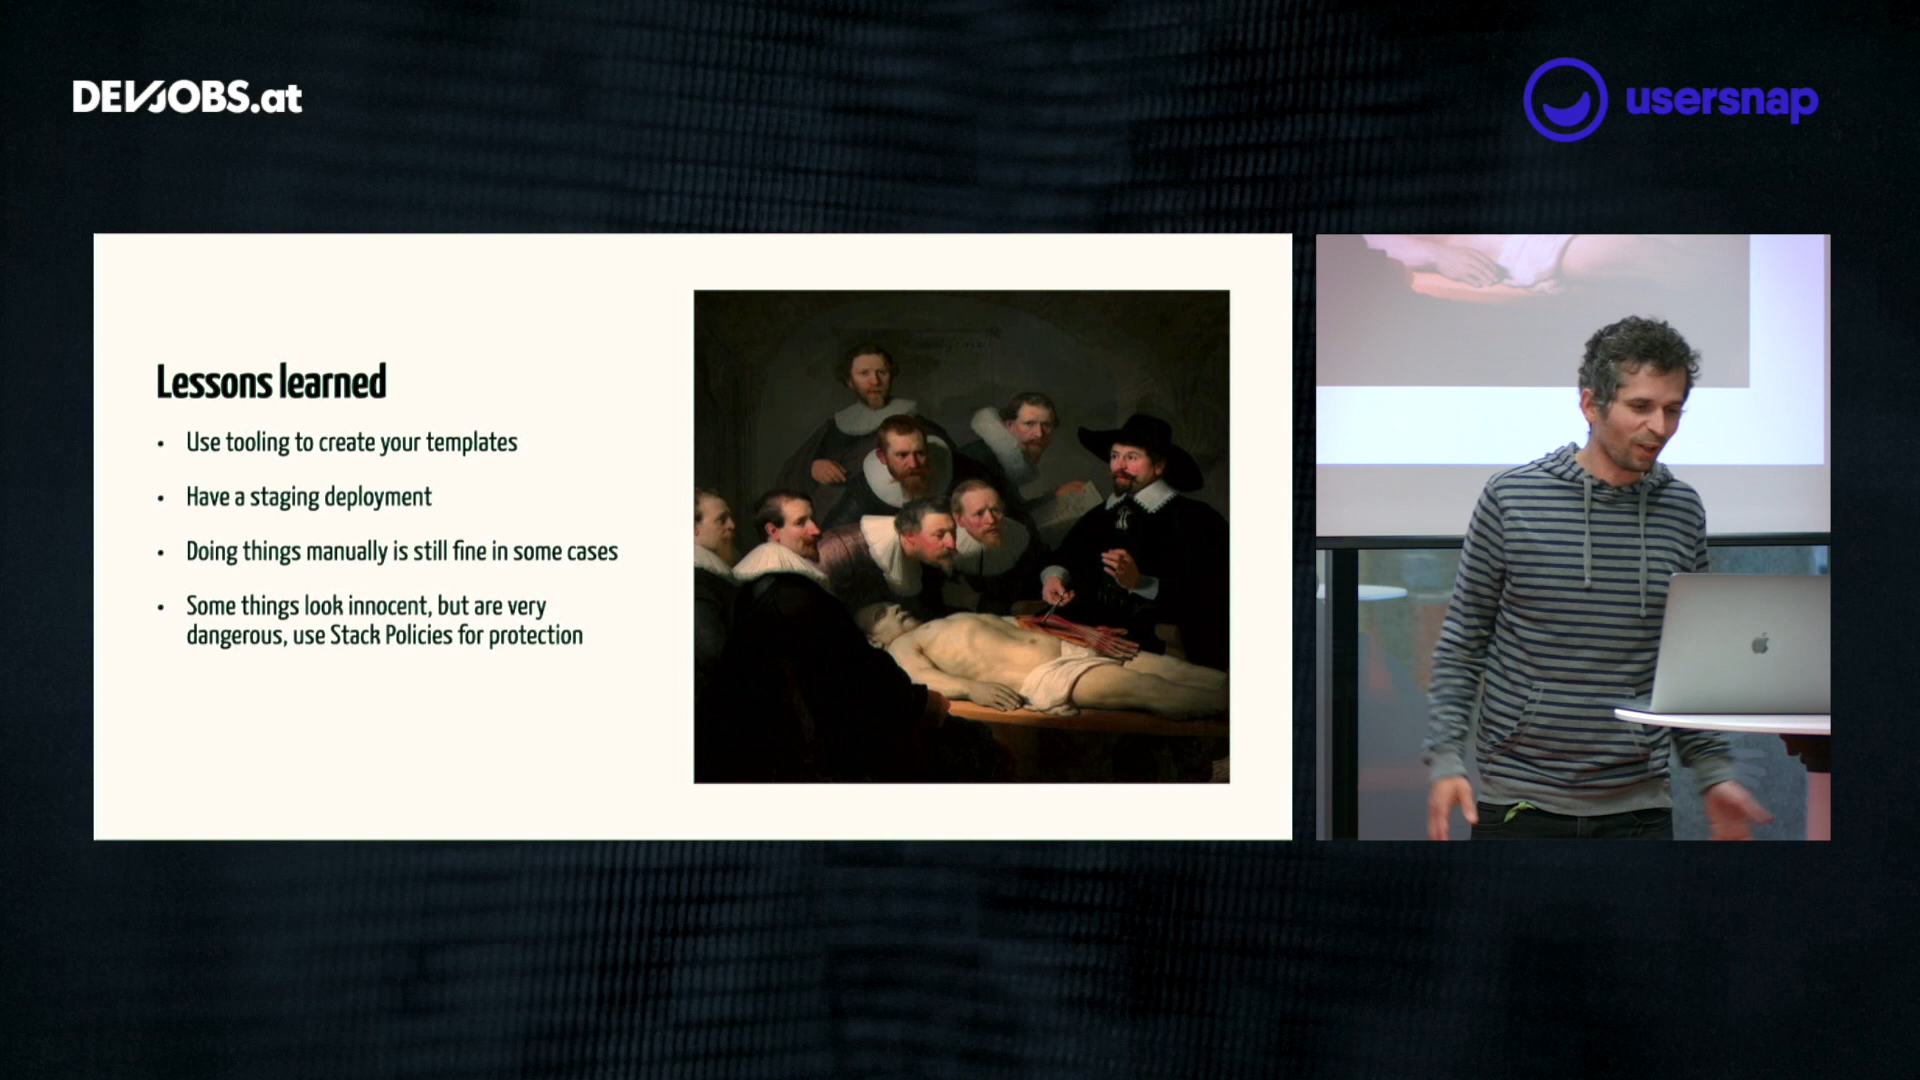 DEVJOBS.at
usersnap
Lessons learned
• Use tooling to create your templates
• Have a staging deployment
• Doing things manually is still fine in some cases
• Some things look innocent, but are very
dangerous, use Stack Policies for protection